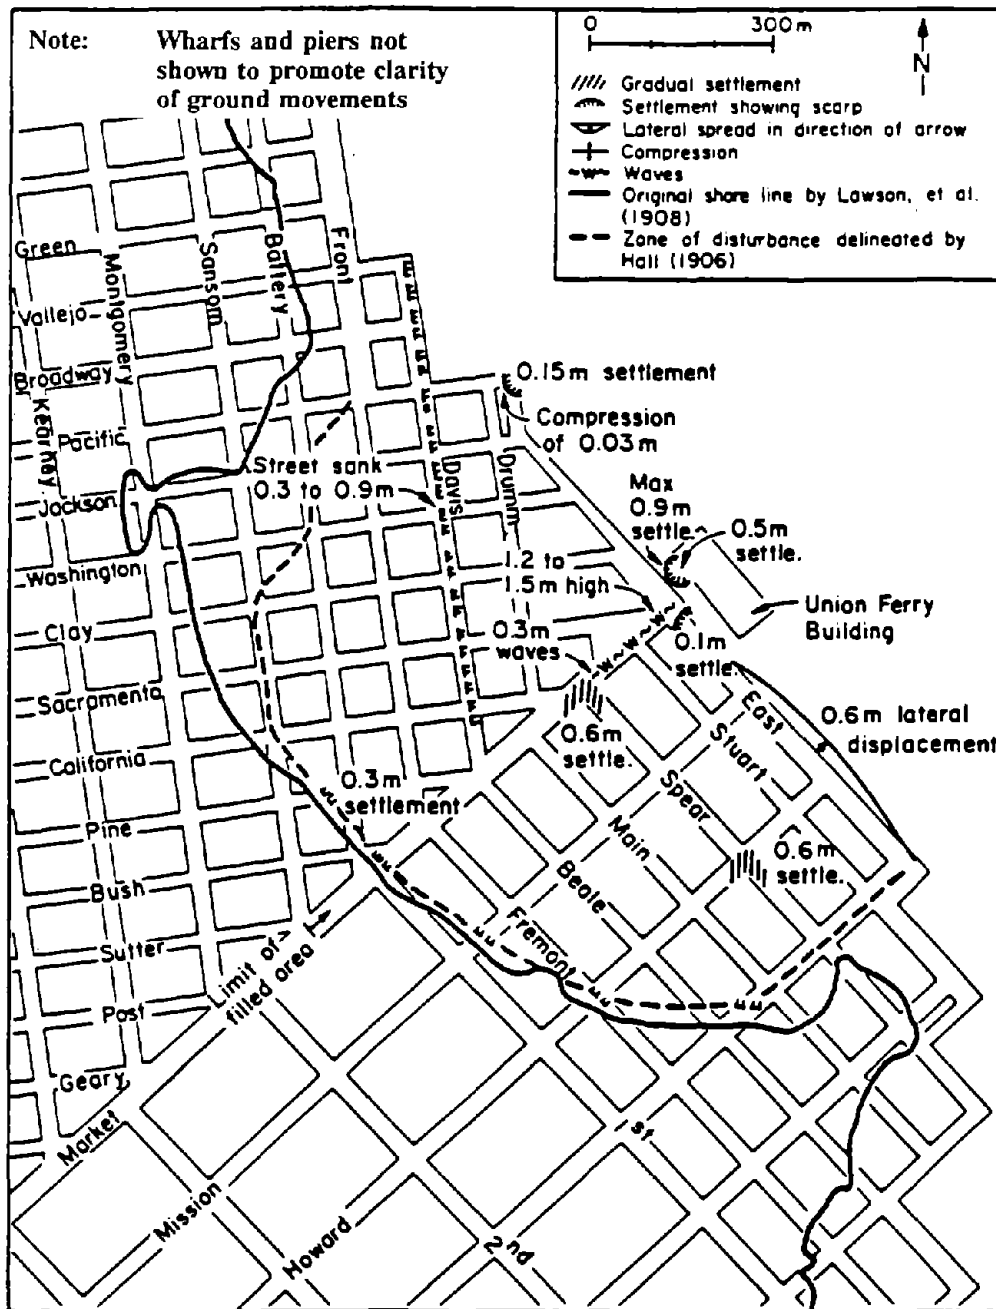 Note: Wharfs and piers not
shown to promote clarity
of ground movements
0 300m
N
Gradual settlement
Settlement showing scarp
Lateral spread in direction of arrow
Compression
Waves
Original shore line by Lawson, et al.
(1908)
Zone of disturbance delineated by
Hall (1906)
Green
Vallejo
Broadway
Pacific
Jackson
Washington
Clay
Sacramento
California
Pine
Bush
Sutter
Post
Geary
Market
Mission
Howard
Kearney
Montgomery
Sansom
Battery
Front
Davis
Drumm
0.15m settlement
Compression
of 0.03m
Street sank
0.3 to 0.9m
Max
0.9m
settle.
0.5m
settle.
1.2 to
1.5m high
0.3m
waves
Union Ferry
Building
0.1m
settle.
0.6m
settle.
0.6m lateral
displacement
East
Stuart
Spear
Main
Beale
Fremont
0.3m
settlement
0.6m
settle.
Limit of
filled area
1st
2nd